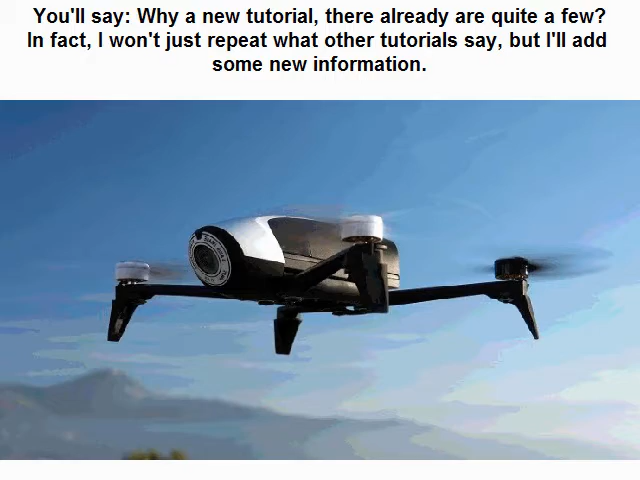 You'll say: Why a new tutorial, there already are quite a few?
In fact, I won't just repeat what other tutorials say, but I'll add
some new information.